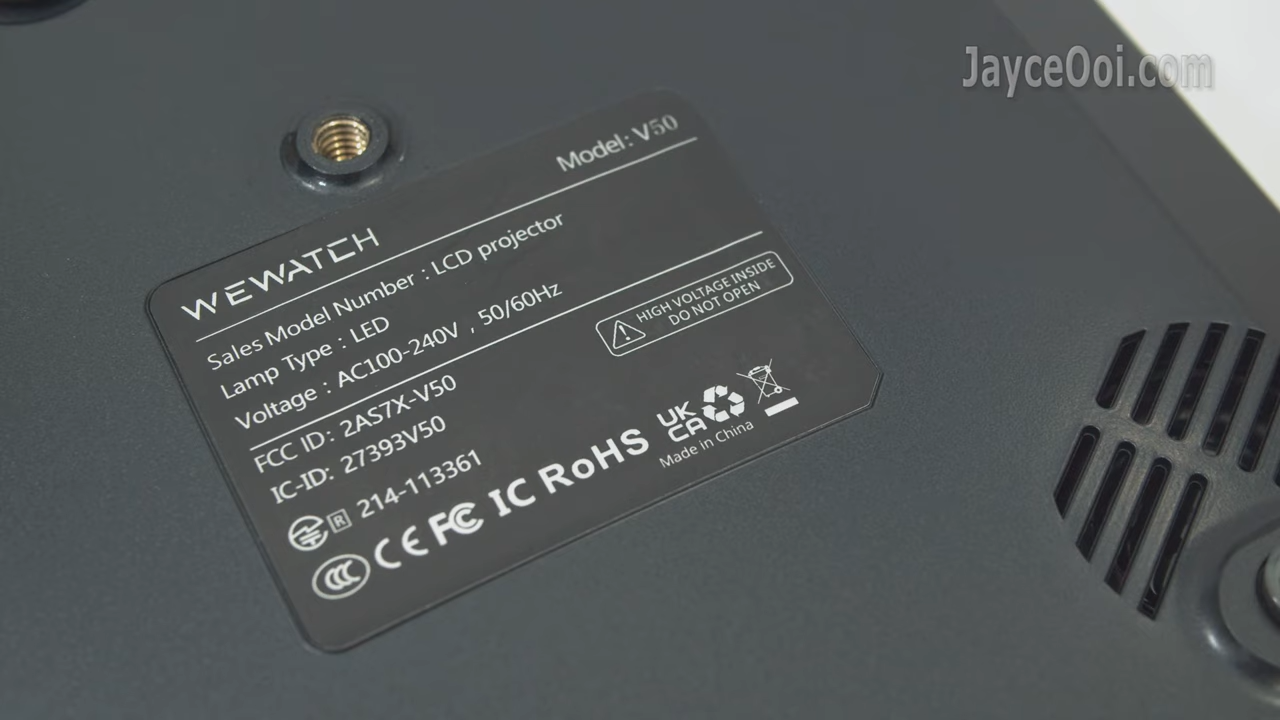 JayceOoi.com
WEWATCH Model: V50
Sales Model Number : LCD projector
Lamp Type : LED
Voltage : AC100-240V , 50/60Hz
HIGH VOLTAGE INSIDE
DO NOT OPEN
FCC ID: 2AS7X-V50
IC-ID: 27393V50
R 214-113361
CCC CE FC IC RoHS UK CA
Made in China